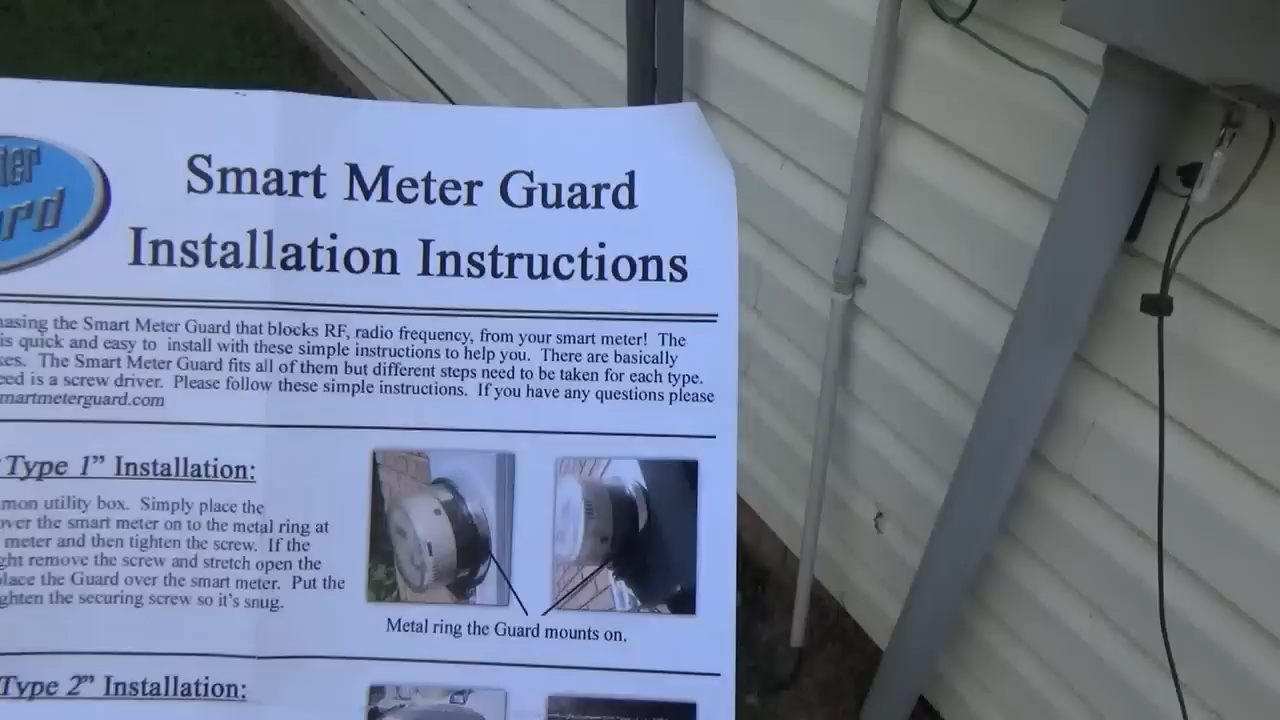 Smart Meter Guard
Installation Instructions
the Smart Meter Guard that blocks RF, radio frequency, from your smart meter! The
is quick and easy to install with these simple instructions to help you. There are basically
The Smart Meter Guard fits all of them but different steps need to be taken for each type.
is a screw driver. Please follow these simple instructions. If you have any questions please
martmeterguard.com
Type 1” Installation:
mon utility box. Simply place the
over the smart meter on to the metal ring at
meter and then tighten the screw. If the
ght remove the screw and stretch open the
lace the Guard over the smart meter. Put the
ghten the securing screw so it's snug.
Metal ring the Guard mounts on.
Type 2” Installation: